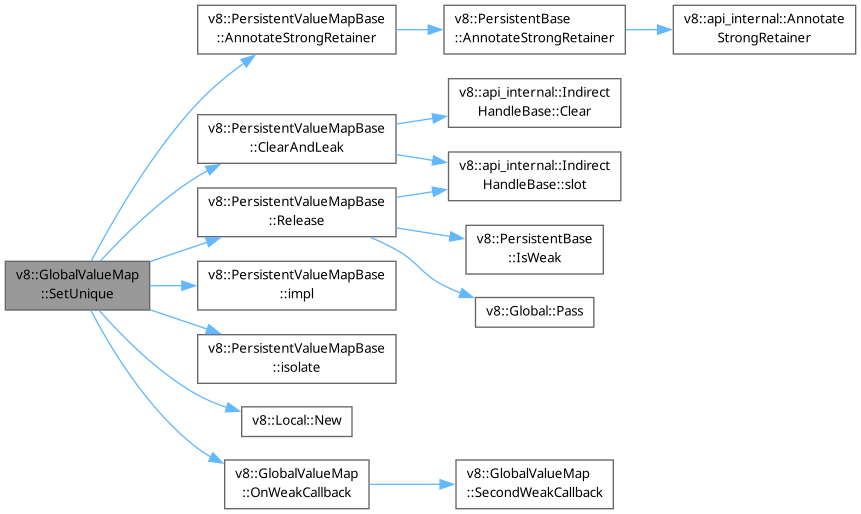 v8::PersistentValueMapBase
::AnnotateStrongRetainer
v8::PersistentBase
::AnnotateStrongRetainer
v8::api_internal::Annotate
StrongRetainer
v8::api_internal::Indirect
HandleBase::Clear
v8::PersistentValueMapBase
::ClearAndLeak
v8::api_internal::Indirect
HandleBase::slot
v8::PersistentValueMapBase
::Release
v8::PersistentBase
::IsWeak
v8::GlobalValueMap
::SetUnique
v8::PersistentValueMapBase
::impl
v8::Global::Pass
v8::PersistentValueMapBase
::isolate
v8::Local::New
v8::GlobalValueMap
::OnWeakCallback
v8::GlobalValueMap
::SecondWeakCallback